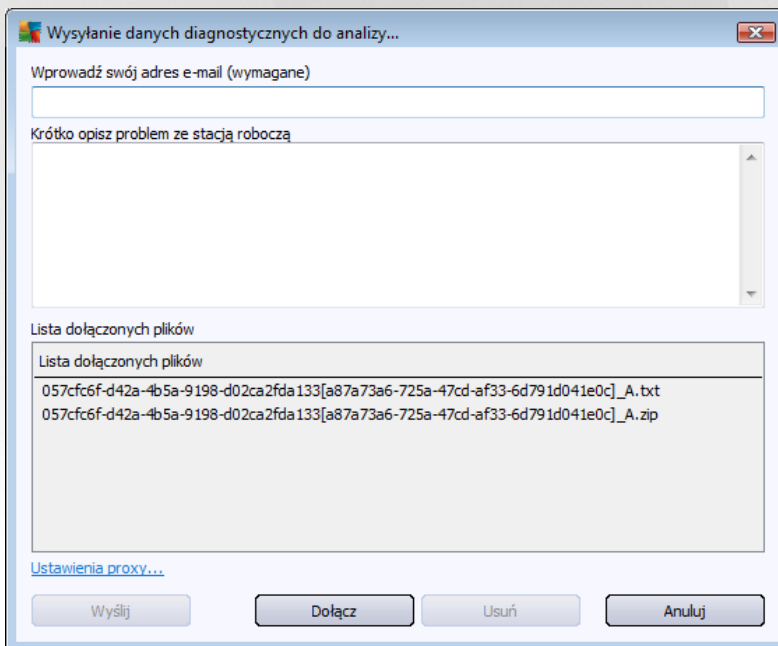 Wysyłanie danych diagnostycznych do analizy...
Wprowadź swój adres e-mail (wymagane)
Krótko opisz problem ze stacją roboczą
Lista dołączonych plików
Lista dołączonych plików
057cfc6f-d42a-4b5a-9198-d02ca2fda133[a87a73a6-725a-47cd-af33-6d791d041e0c]_A.txt
057cfc6f-d42a-4b5a-9198-d02ca2fda133[a87a73a6-725a-47cd-af33-6d791d041e0c]_A.zip
Ustawienia proxy...
Wyślij Dołącz Usuń Anuluj